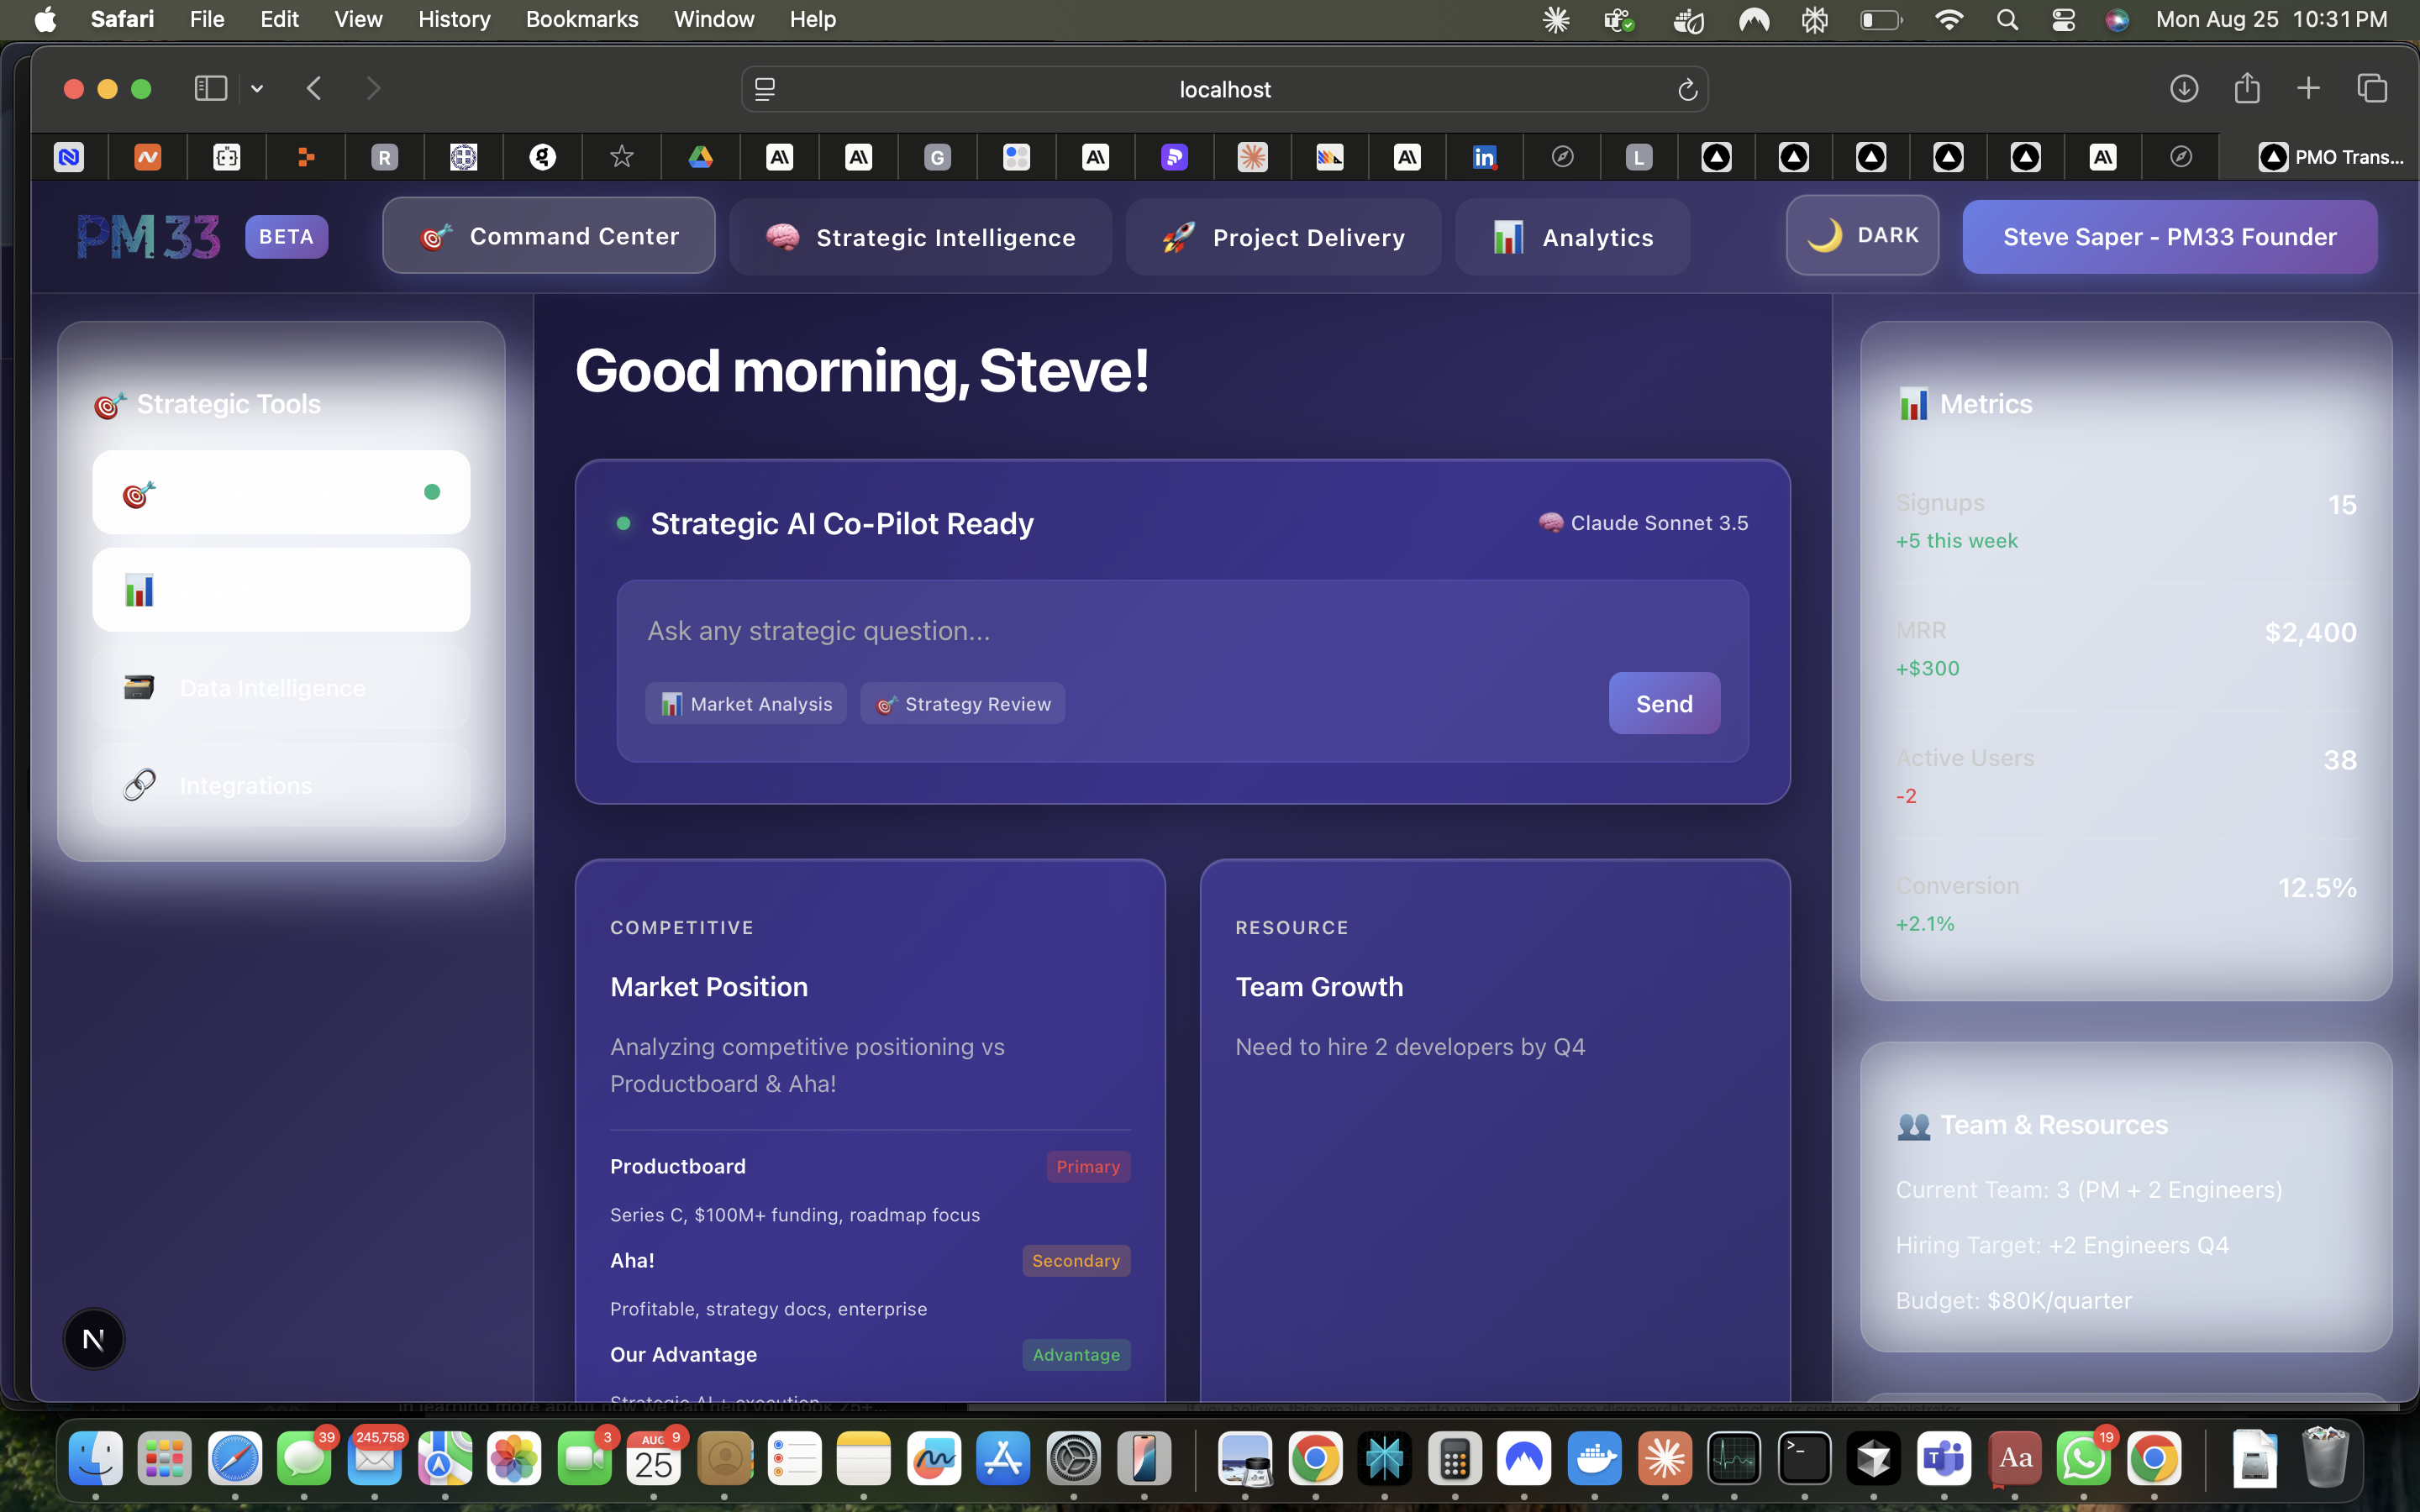 Safari File Edit View History Bookmarks Window Help Mon Aug 25 10:31 PM
localhost
PMO Trans...
PM33 BETA Command Center Strategic Intelligence Project Delivery Analytics DARK Steve Saper - PM33 Founder
Strategic Tools
Data Intelligence
Integrations
Good morning, Steve!
Strategic AI Co-Pilot Ready
Claude Sonnet 3.5
Ask any strategic question...
Market Analysis
Strategy Review
Send
COMPETITIVE
Market Position
Analyzing competitive positioning vs
Productboard & Aha!
Productboard Primary
Series C, $100M+ funding, roadmap focus
Aha! Secondary
Profitable, strategy docs, enterprise
Our Advantage Advantage
Strategic AI + execution
RESOURCE
Team Growth
Need to hire 2 developers by Q4
Metrics
Signups 15
+5 this week
MRR $2,400
+$300
Active Users 38
-2
Conversion 12.5%
+2.1%
Team & Resources
Current Team: 3 (PM + 2 Engineers)
Hiring Target: +2 Engineers Q4
Budget: $80K/quarter
N
39
245,758
3
AUG 9
25
Aa
19